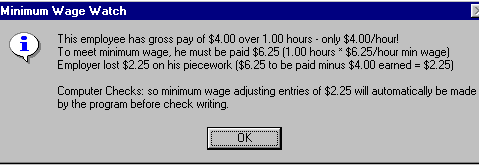 Minimum Wage Watch
This employee has gross pay of $4.00 over 1.00 hours - only $4.00/hour!
To meet minimum wage, he must be paid $6.25 (1.00 hours * $6.25/hour min wage)
Employer lost $2.25 on his piecework ($6.25 to be paid minus $4.00 earned = $2.25)
Computer Checks: so minimum wage adjusting entries of $2.25 will automatically be made
by the program before check writing.
OK